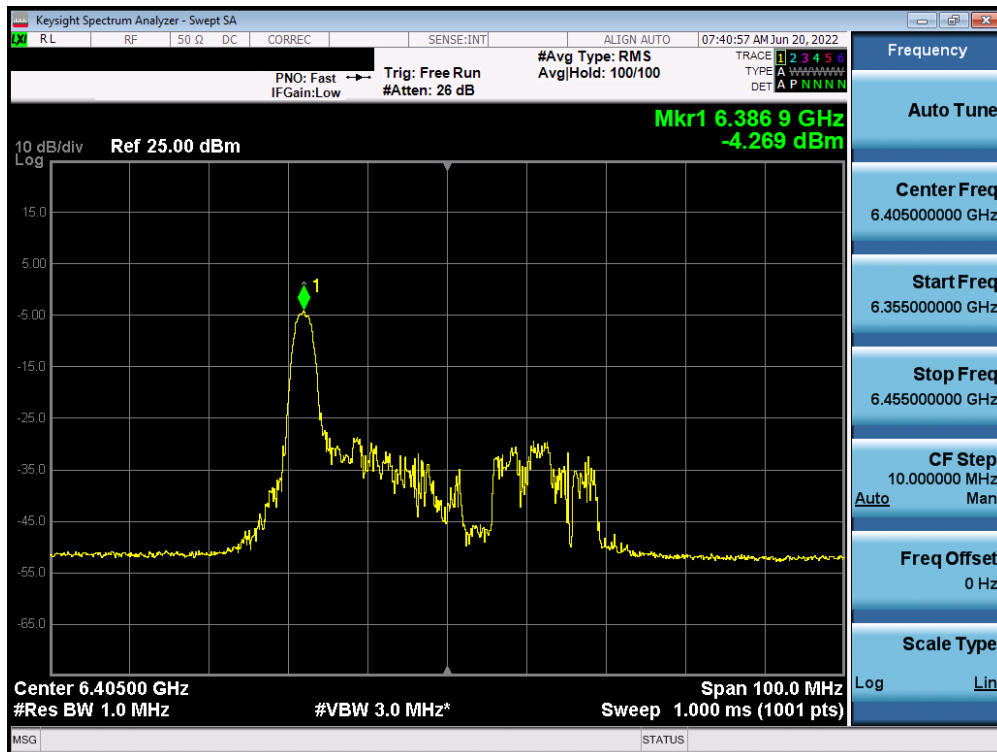 Keysight Spectrum Analyzer - Swept SA
LXI RL RF 50 Ω DC CORREC SENSE:INT ALIGN AUTO 07:40:57 AM Jun 20, 2022
Frequency
PNO: Fast
IFGain:Low
Trig: Free Run
#Atten: 26 dB
#Avg Type: RMS
Avg|Hold: 100/100
TRACE 1 2 3 4 5 6
TYPE A WWWWW
DET A P N N N N
Auto Tune
Mkr1 6.386 9 GHz
-4.269 dBm
10 dB/div Ref 25.00 dBm
Log
15.0
5.00
-5.00
-15.0
-25.0
-35.0
-45.0
-55.0
-65.0
1
Center Freq
6.405000000 GHz
Start Freq
6.355000000 GHz
Stop Freq
6.455000000 GHz
CF Step
10.000000 MHz
Auto Man
Freq Offset
0 Hz
Scale Type
Log Lin
Center 6.40500 GHz Span 100.0 MHz
#Res BW 1.0 MHz #VBW 3.0 MHz* Sweep 1.000 ms (1001 pts)
MSG STATUS